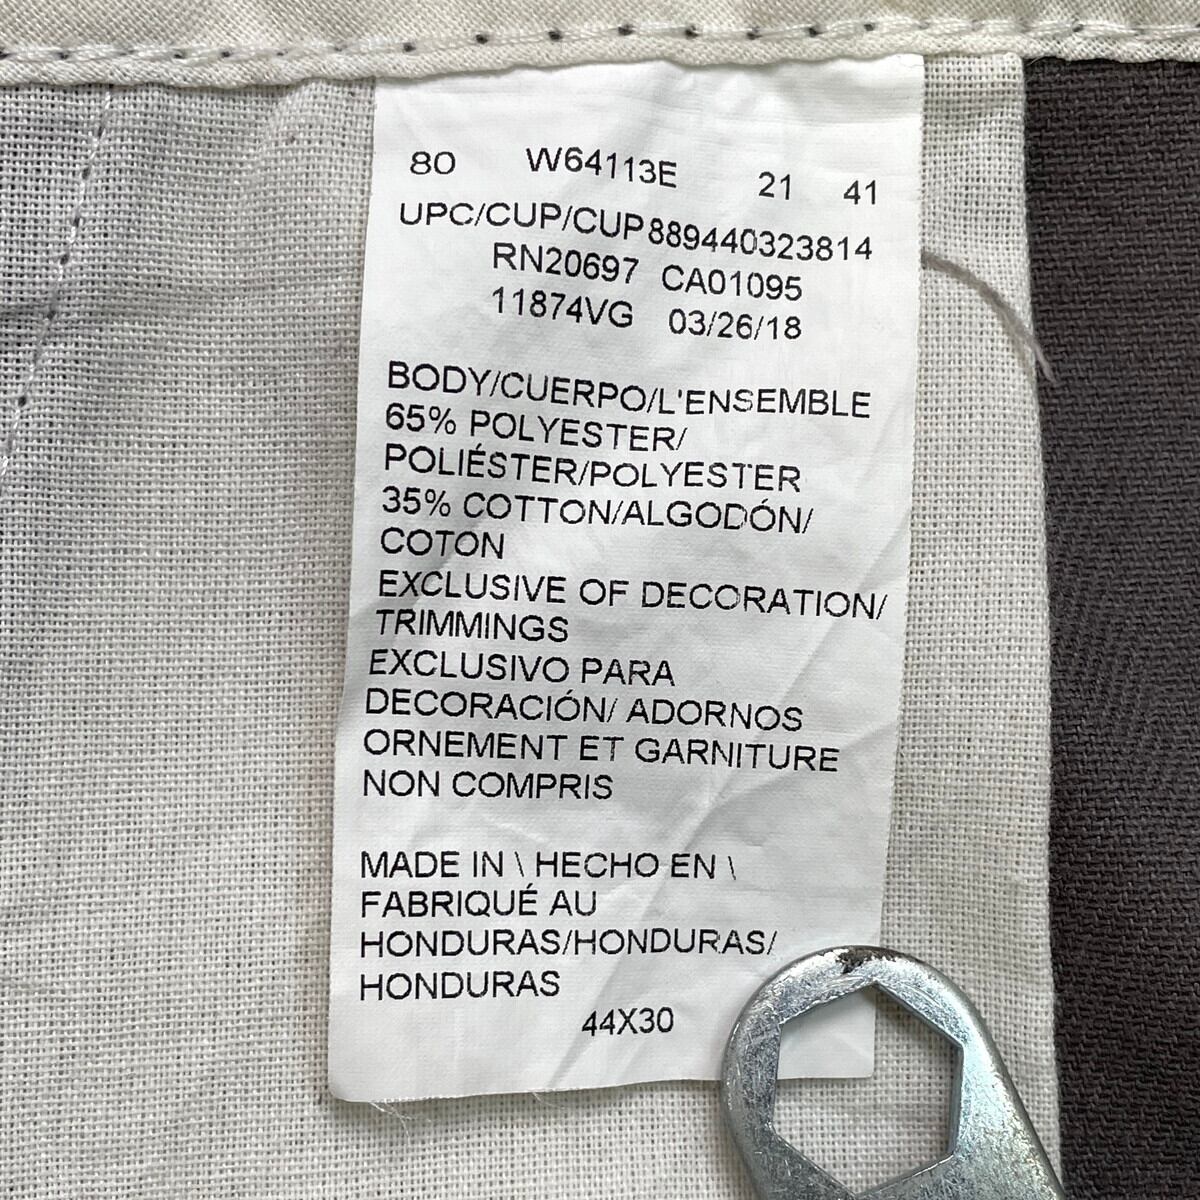 80 W64113E 21 41
UPC/CUP/CUP889440323814
RN20697 CA01095
11874VG 03/26/18
BODY/CUERPO/L'ENSEMBLE
65% POLYESTER/
POLIÉSTER/POLYESTER
35% COTTON/ALGODÓN/
COTON
EXCLUSIVE OF DECORATION/
TRIMMINGS
EXCLUSIVO PARA
DECORACIÓN/ ADORNOS
ORNEMENT ET GARNITURE
NON COMPRIS
MADE IN \ HECHO EN \
FABRIQUÉ AU
HONDURAS/HONDURAS/
HONDURAS
44X30